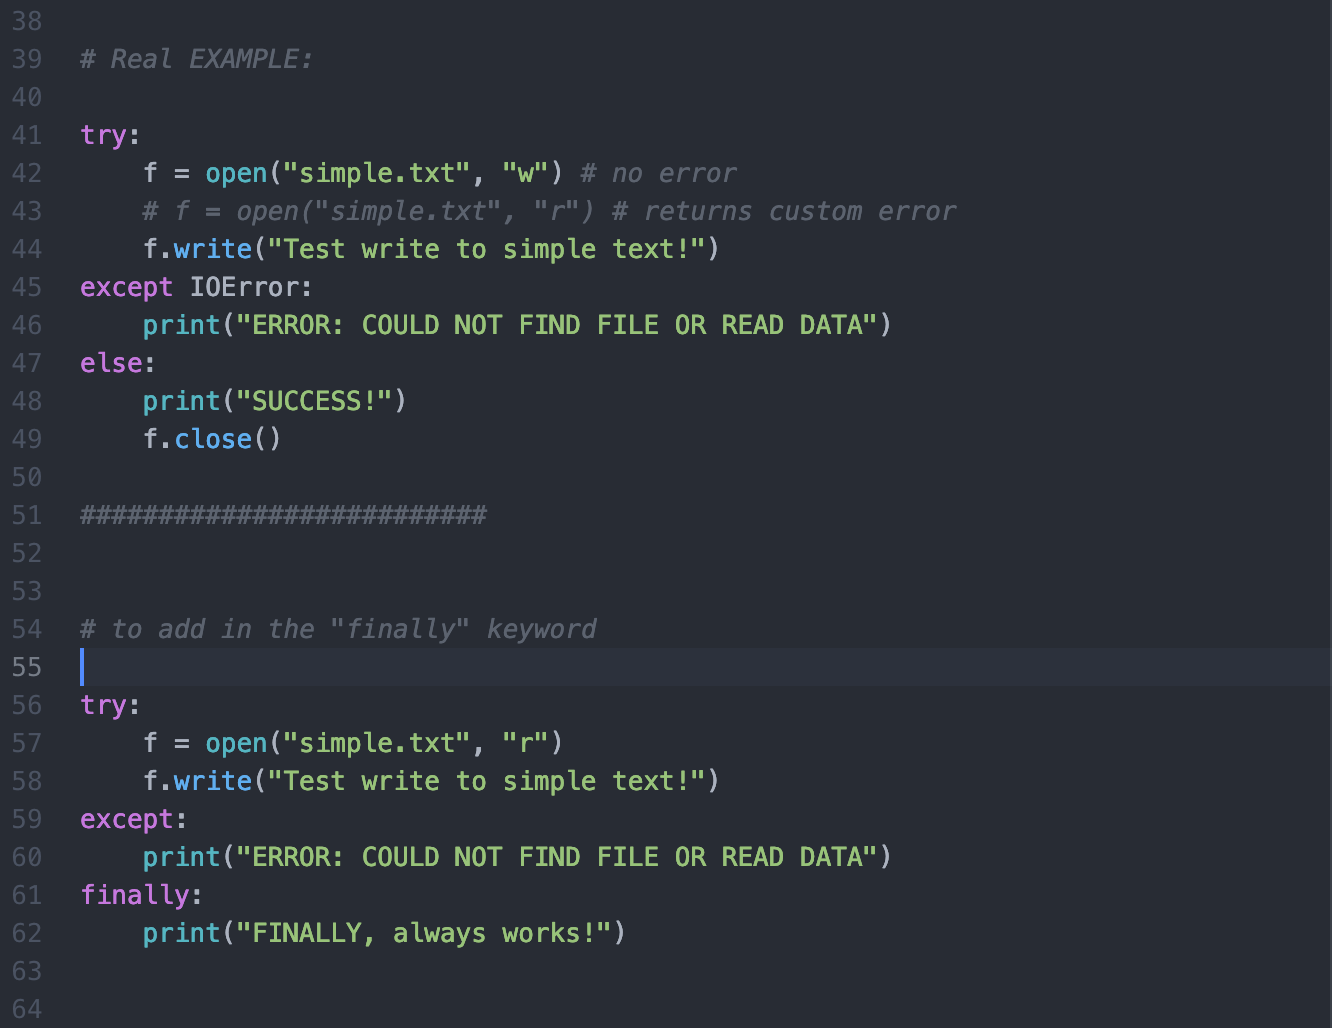 38
39 # Real EXAMPLE:
40
41 try:
42     f = open("simple.txt", "w") # no error
43     # f = open("simple.txt", "r") # returns custom error
44     f.write("Test write to simple text!")
45 except IOError:
46     print("ERROR: COULD NOT FIND FILE OR READ DATA")
47 else:
48     print("SUCCESS!")
49     f.close()
50
51 ##########################
52
53
54 # to add in the "finally" keyword
55
56 try:
57     f = open("simple.txt", "r")
58     f.write("Test write to simple text!")
59 except:
60     print("ERROR: COULD NOT FIND FILE OR READ DATA")
61 finally:
62     print("FINALLY, always works!")
63
64